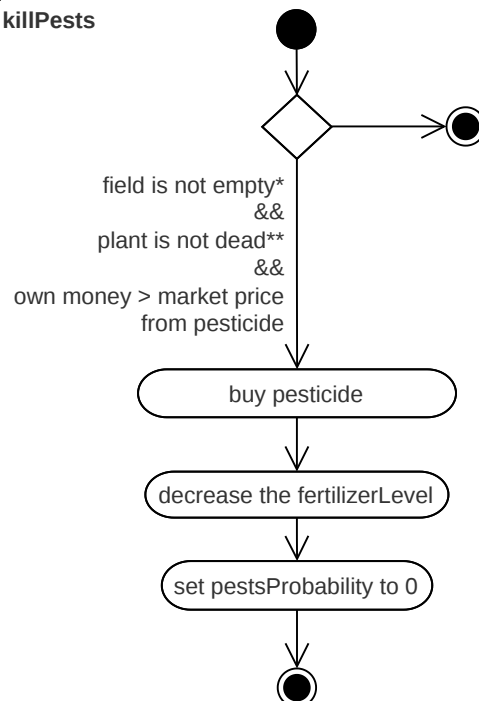 killPests
field is not empty*
&&
plant is not dead**
&&
own money > market price
from pesticide
buy pesticide
decrease the fertilizerLevel
set pestsProbability to 0